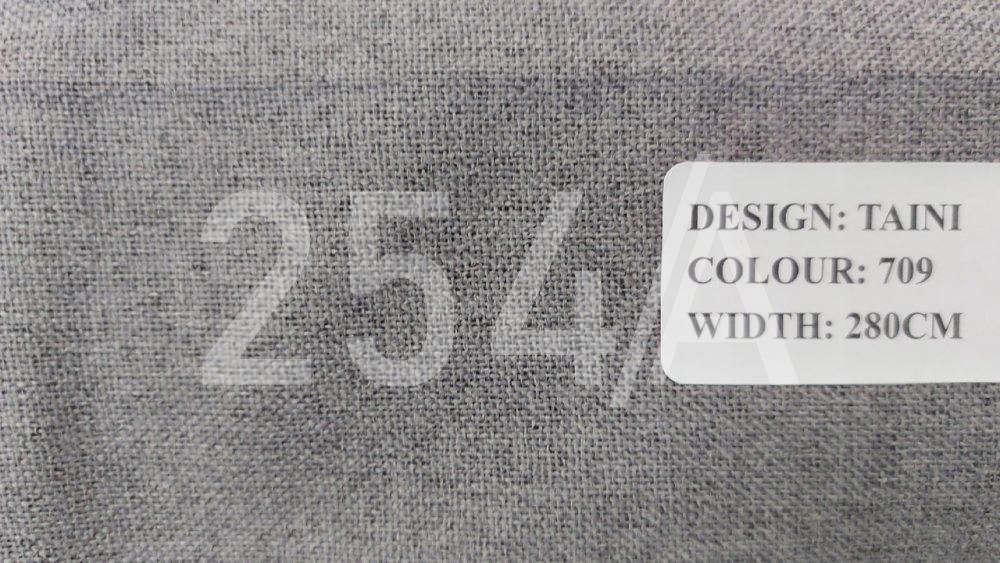 254/A
DESIGN: TAINI
COLOUR: 709
WIDTH: 280CM